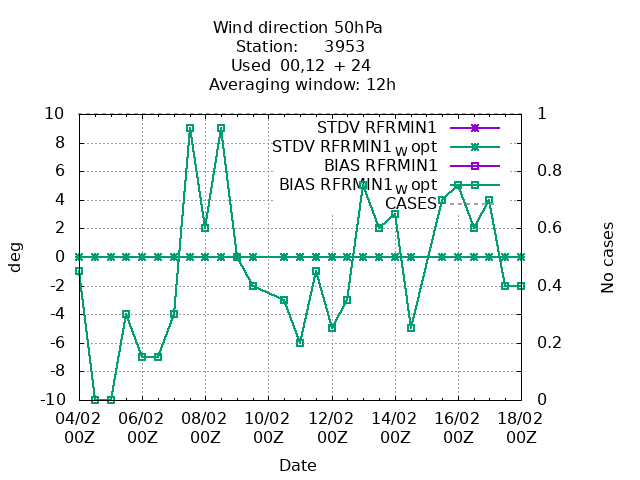 Wind direction 50hPa
Station: 3953
Used 00,12 + 24
Averaging window: 12h
10 1
STDV RFRMIN1
8
STDV RFRMIN1w opt
6 0.8
BIAS RFRMIN1
BIAS RFRMIN1w opt
4
CASES
2 0.6
deg
0
No cases
-2 0.4
-4
-6 0.2
-8
-10 0
04/02 06/02 08/02 10/02 12/02 14/02 16/02 18/02
00Z 00Z 00Z 00Z 00Z 00Z 00Z 00Z
Date